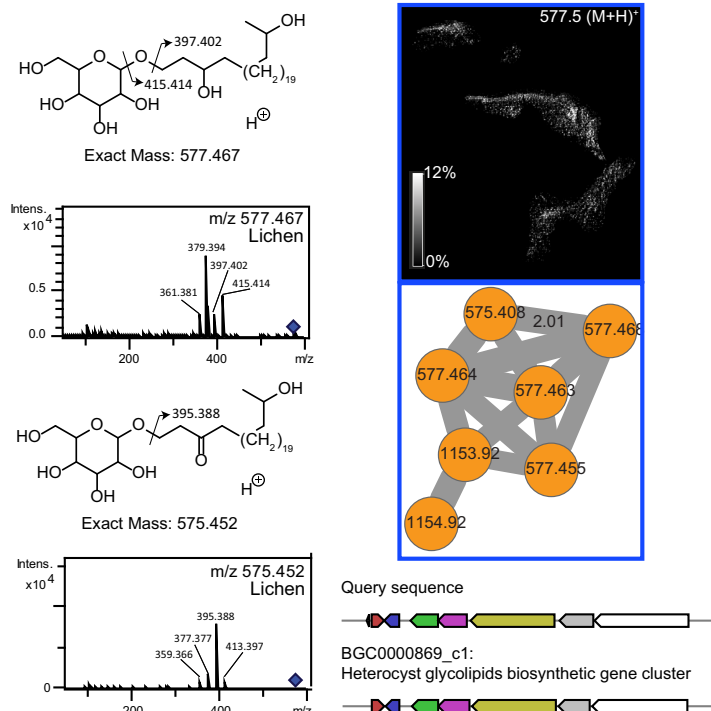 OH
397.402
HO
O
O
(CH2)19
415.414
OH
HO
OH
OH
H⊕
Exact Mass: 577.467
Intens.
x10^4
m/z 577.467
Lichen
379.394
397.402
415.414
361.381
0.5
0.0
200
400
m/z
OH
395.388
HO
O
O
(CH2)19
O
HO
OH
OH
H⊕
Exact Mass: 575.452
Intens.
x10^4
m/z 575.452
Lichen
395.388
377.377
413.397
359.366
0
200
400
m/z
577.5 (M+H)+
12%
0%
575.408
2.01
577.468
577.464
577.463
1153.92
577.455
1154.92
Query sequence
BGC0000869_c1:
Heterocyst glycolipids biosynthetic gene cluster